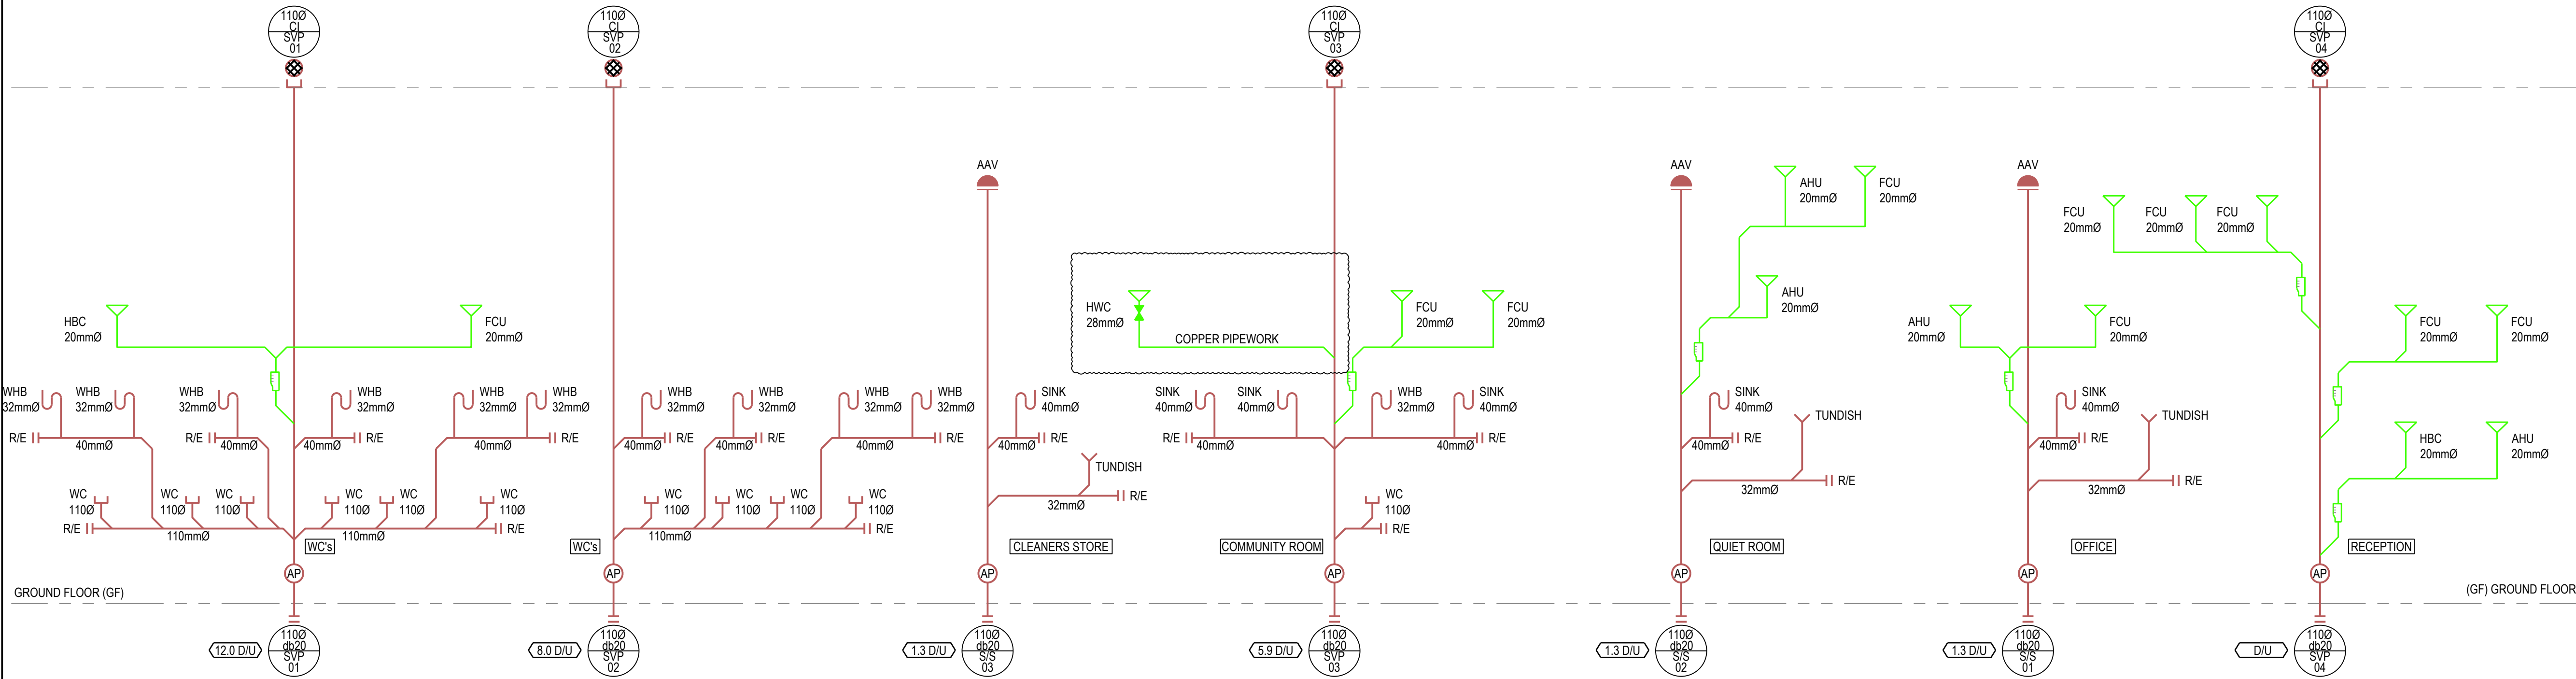 110Ø
CI
SVP
01
110Ø
CI
SVP
02
110Ø
CI
SVP
03
110Ø
CI
SVP
04
AAV
AAV
AAV
AHU
20mmØ
FCU
20mmØ
FCU
20mmØ
FCU
20mmØ
FCU
20mmØ
AHU
20mmØ
HBC
20mmØ
FCU
20mmØ
HWC
28mmØ
COPPER PIPEWORK
FCU
20mmØ
FCU
20mmØ
AHU
20mmØ
FCU
20mmØ
FCU
20mmØ
FCU
20mmØ
WHB
32mmØ
WHB
32mmØ
WHB
32mmØ
WHB
32mmØ
WHB
32mmØ
WHB
32mmØ
WHB
32mmØ
WHB
32mmØ
WHB
32mmØ
WHB
32mmØ
SINK
40mmØ
SINK
40mmØ
SINK
40mmØ
WHB
32mmØ
SINK
40mmØ
SINK
40mmØ
SINK
40mmØ
TUNDISH
TUNDISH
R/E
40mmØ
R/E
40mmØ
40mmØ
R/E
40mmØ
R/E
40mmØ
R/E
40mmØ
R/E
40mmØ
R/E
40mmØ
R/E
R/E
40mmØ
40mmØ
R/E
40mmØ
R/E
40mmØ
R/E
HBC
20mmØ
AHU
20mmØ
TUNDISH
32mmØ
R/E
32mmØ
R/E
32mmØ
R/E
WC
110Ø
WC
110Ø
WC
110Ø
WC
110Ø
WC
110Ø
WC
110Ø
WC
110Ø
WC
110Ø
WC
110Ø
WC
110Ø
WC
110Ø
R/E
110mmØ
110mmØ
R/E
110mmØ
R/E
R/E
WC's
WC's
CLEANERS STORE
COMMUNITY ROOM
QUIET ROOM
OFFICE
RECEPTION
AP
AP
AP
AP
AP
AP
AP
GROUND FLOOR (GF)
(GF) GROUND FLOOR
12.0 D/U
110Ø
db20
SVP
01
8.0 D/U
110Ø
db20
SVP
02
1.3 D/U
110Ø
db20
S/S
03
5.9 D/U
110Ø
db20
SVP
03
1.3 D/U
110Ø
db20
S/S
02
1.3 D/U
110Ø
db20
S/S
01
D/U
110Ø
db20
SVP
04